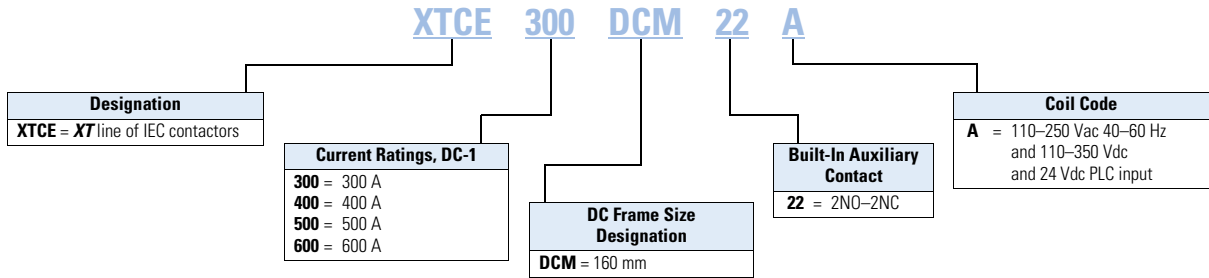 XTCE 300 DCM 22 A
Designation
XTCE = XT line of IEC contactors
Current Ratings, DC-1
300 = 300 A
400 = 400 A
500 = 500 A
600 = 600 A
DC Frame Size
Designation
DCM = 160 mm
Built-In Auxiliary
Contact
22 = 2NO–2NC
Coil Code
A = 110–250 Vac 40–60 Hz
and 110–350 Vdc
and 24 Vdc PLC input